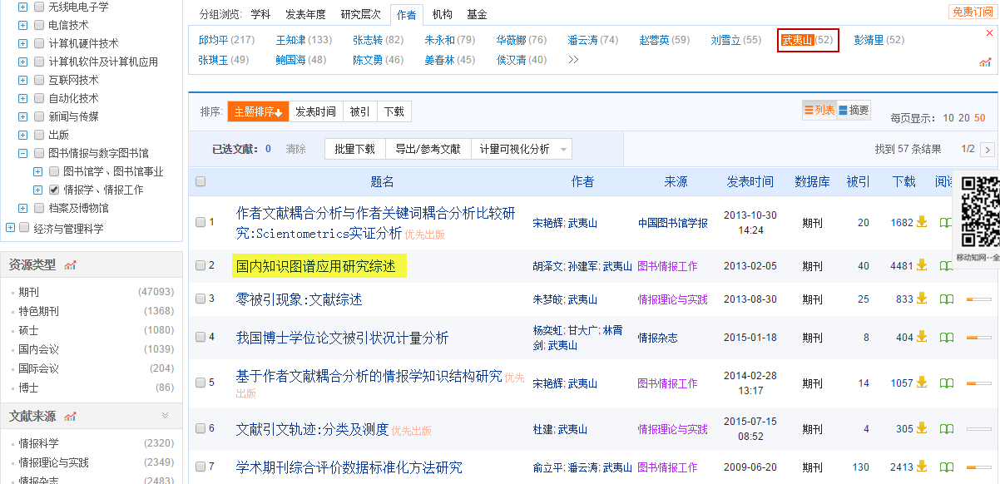 无线电电子学
电信技术
计算机硬件技术
计算机软件及计算机应用
互联网技术
自动化技术
新闻与传媒
出版
图书情报与数字图书馆
图书馆学、图书馆事业
情报学、情报工作
档案及博物馆
经济与管理科学
资源类型
期刊 (47093)
特色期刊 (1368)
硕士 (1080)
国内会议 (1039)
国际会议 (204)
博士 (86)
文献来源
情报科学 (2320)
情报理论与实践 (2349)
情报杂志 (2483)
分组浏览: 学科 发表年度 研究层次 作者 机构 基金
免费订阅
邱均平(217) 王知津(133) 张志转(82) 朱永和(79) 华薇娜(76) 潘云涛(74) 赵蓉英(59) 刘雪立(55) 武夷山(52) 彭靖里(52)
张琪玉(49) 鲍国海(48) 陈文勇(46) 姜春林(45) 侯汉清(40) >>
排序: 主题排序 发表时间 被引 下载
列表 摘要
每页显示: 10 20 50
已选文献: 0 清除 批量下载 导出/参考文献 计量可视化分析
找到 57 条结果 1/2
题名 作者 来源 发表时间 数据库 被引 下载 阅读
1 作者文献耦合分析与作者关键词耦合分析比较研
究:Scientometrics实证分析 优先出版
宋艳辉; 武夷山 中国图书馆学报 2013-10-30
14:24
期刊 20 1682
移动知网--全
2 国内知识图谱应用研究综述 胡泽文; 孙建军; 武夷山 图书情报工作 2013-02-05 期刊 40 4481
3 零被引现象:文献综述 朱梦皎; 武夷山 情报理论与实践 2013-08-30 期刊 25 833
4 我国博士学位论文被引状况计量分析 杨奕虹; 甘大广; 林霄
剑; 武夷山 情报杂志 2015-01-18 期刊 8 404
5 基于作者文献耦合分析的情报学知识结构研究 优先
出版
宋艳辉; 武夷山 图书情报工作 2014-02-28
13:17
期刊 14 1057
6 文献引文轨迹:分类及测度 优先出版 杜建; 武夷山 情报理论与实践 2015-07-15
08:52
期刊 4 305
7 学术期刊综合评价数据标准化方法研究 俞立平; 潘云涛; 武夷山 图书情报工作 2009-06-20 期刊 130 2413